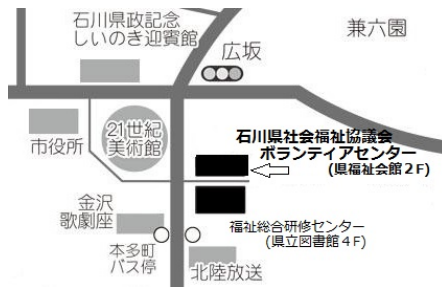 石川県政記念
しいのき迎賓館
広坂
兼六園
市役所
21世紀
美術館
石川県社会福祉協議会
ボランティアセンター
(県福祉会館２F)
金沢
歌劇座
福祉総合研修センター
(県立図書館４F)
本多町
バス停
北陸放送